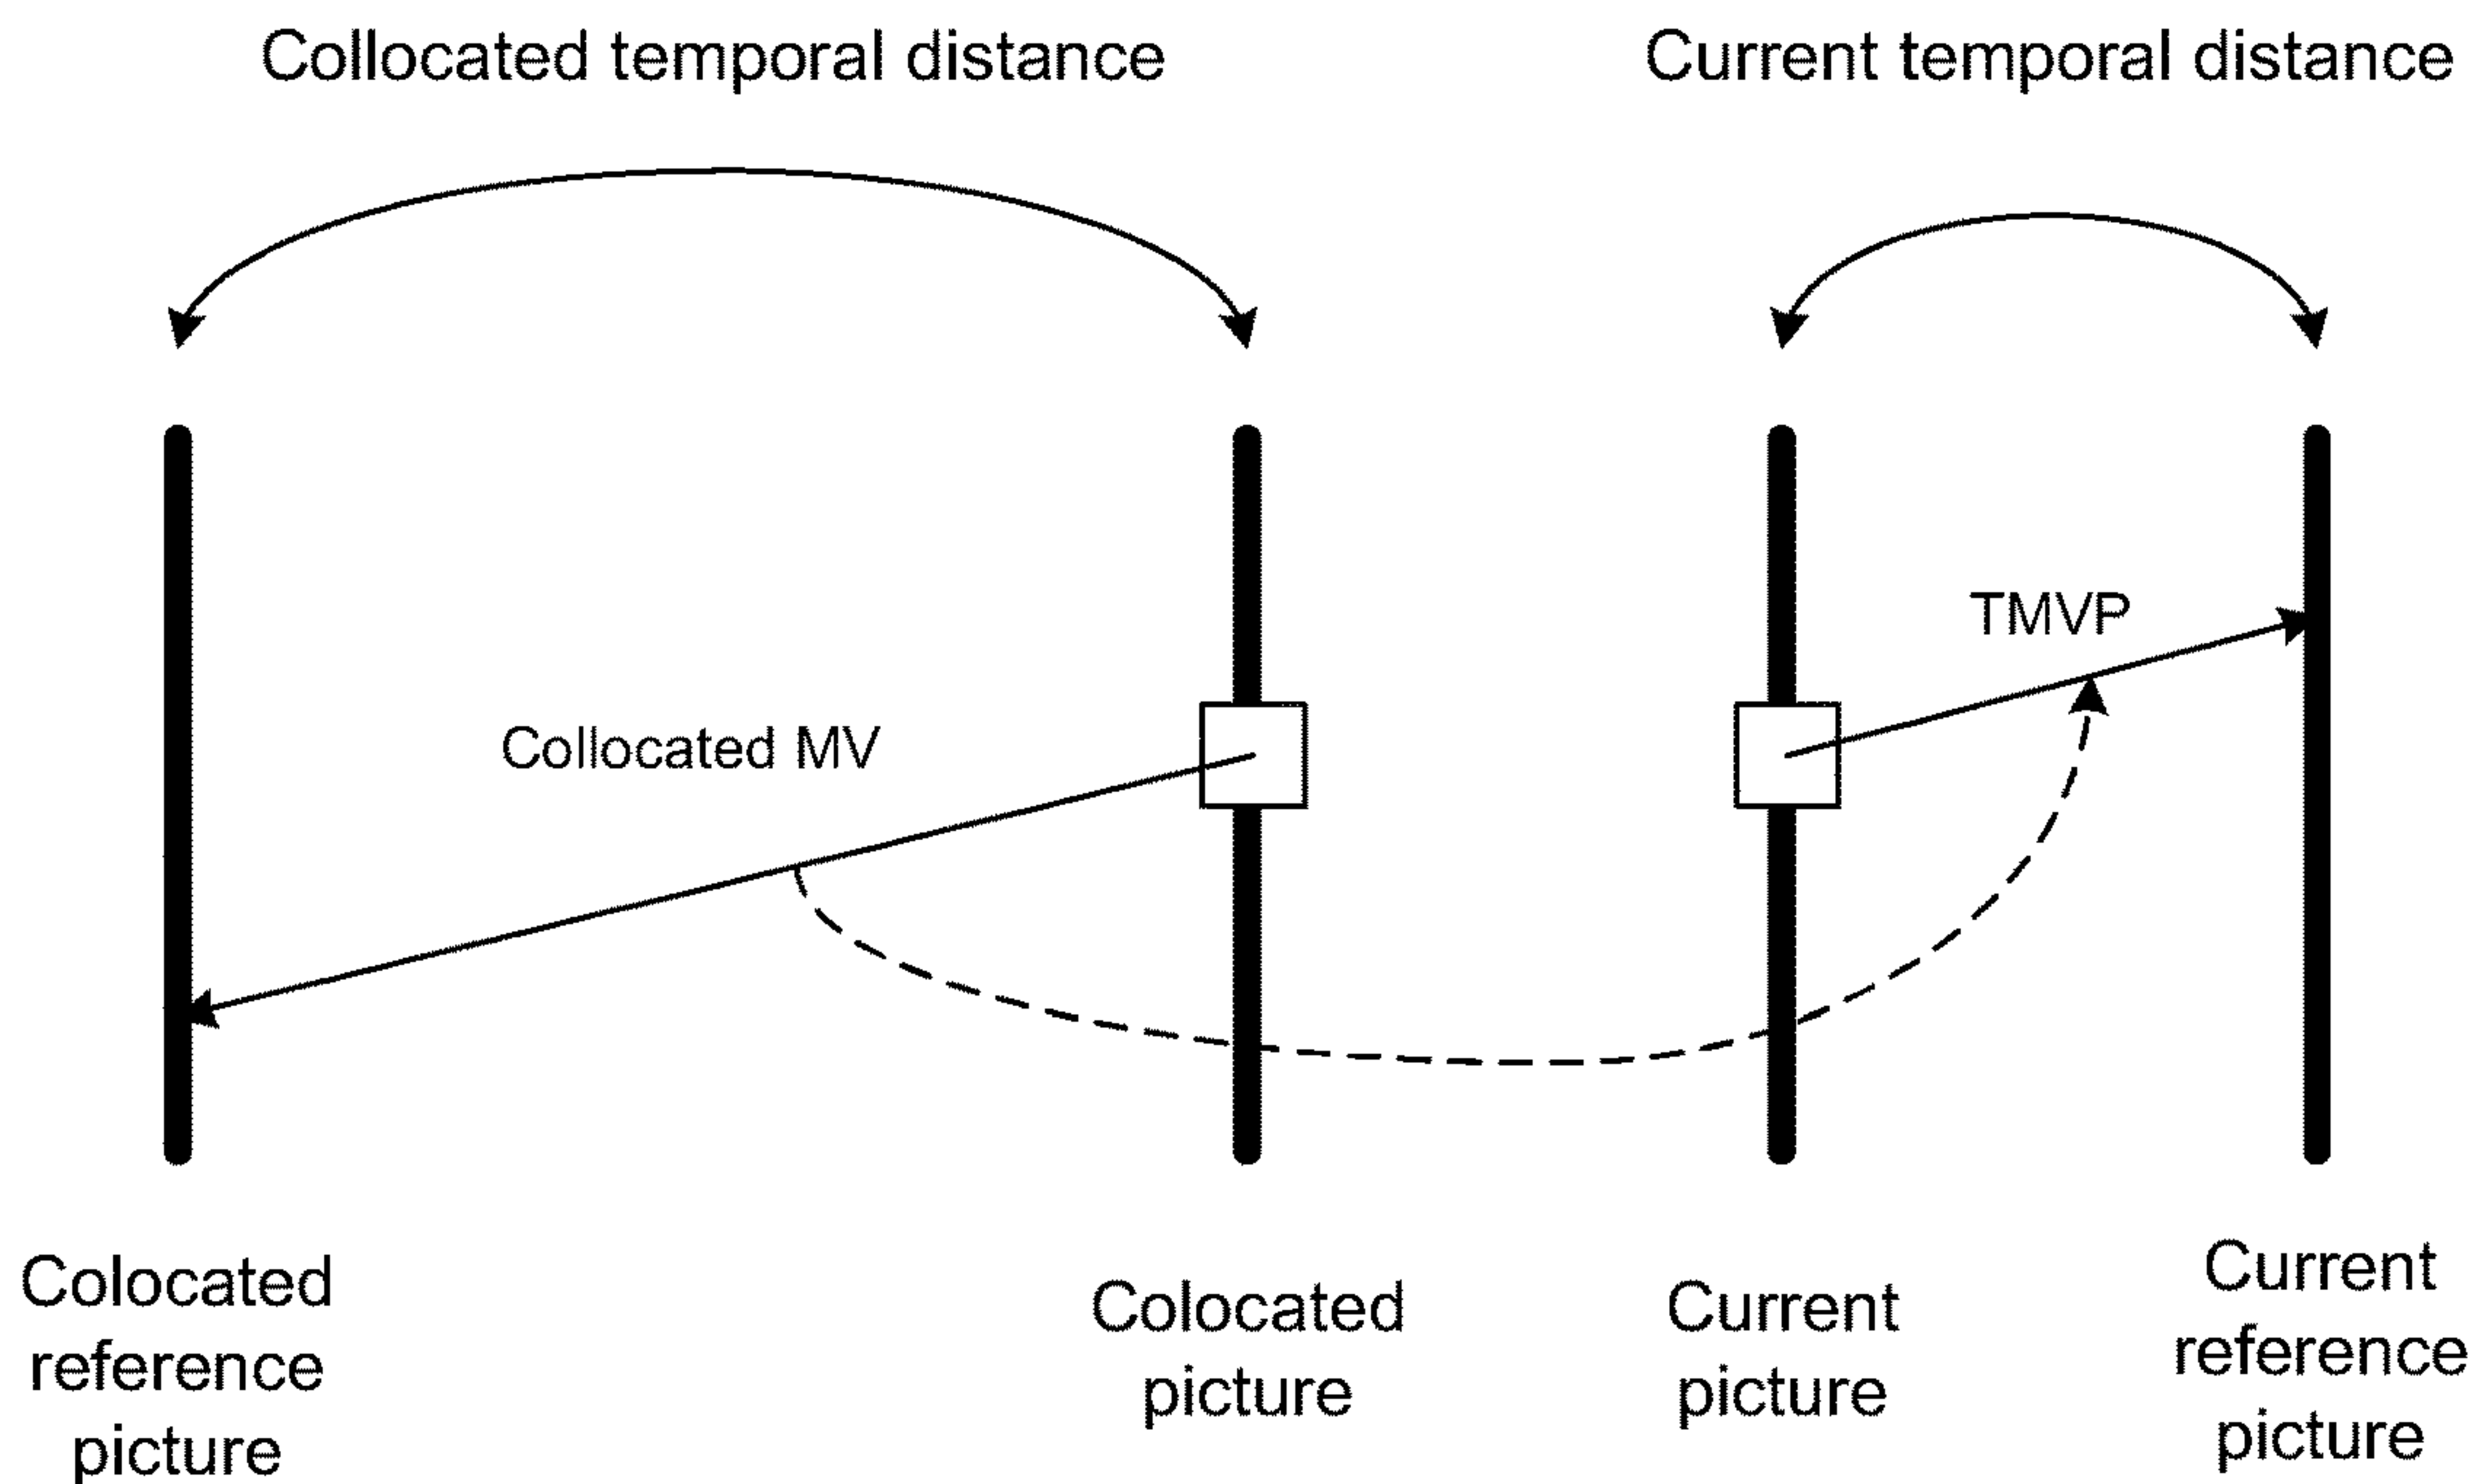 Collocated temporal distance
Current temporal distance
TMVP
Collocated MV
Colocated
reference
picture
Colocated
picture
Current
picture
Current
reference
picture